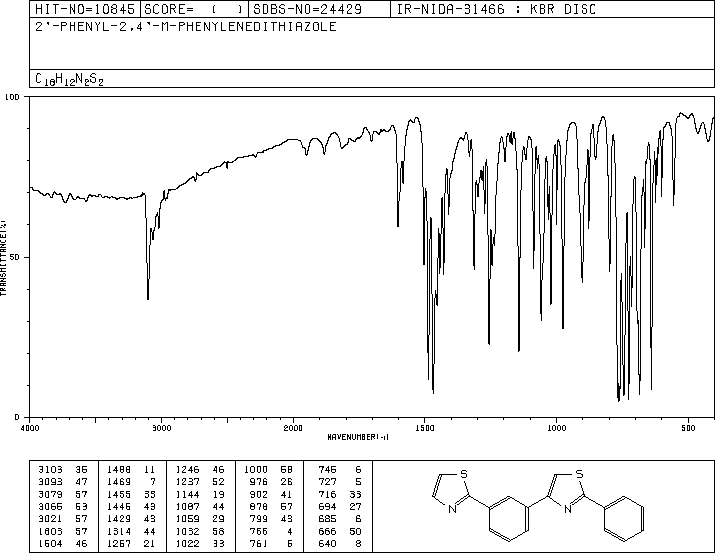 HIT-NO=10845 SCORE= ( ) SDBS-NO=24429 IR-NIDA-31466 : KBR DISC
2'-PHENYL-2,4'-M-PHENYLENEDITHIAZOLE
C18H12N2S2
100
50
0
TRANSMITTANCE(%)
4000 3000 2000 1500 1000 500
WAVENUMBER(-1)
3103 35 1488 11 1246 46 1000 58 745 6
3093 47 1469 7 1237 52 976 26 727 5
3079 57 1455 35 1144 19 902 41 716 33
3065 53 1445 43 1087 44 878 57 694 27
3021 57 1429 43 1059 29 799 43 685 6
1603 57 1314 44 1032 58 766 4 666 50
1604 46 1257 21 1022 33 761 5 640 8
S S
N N